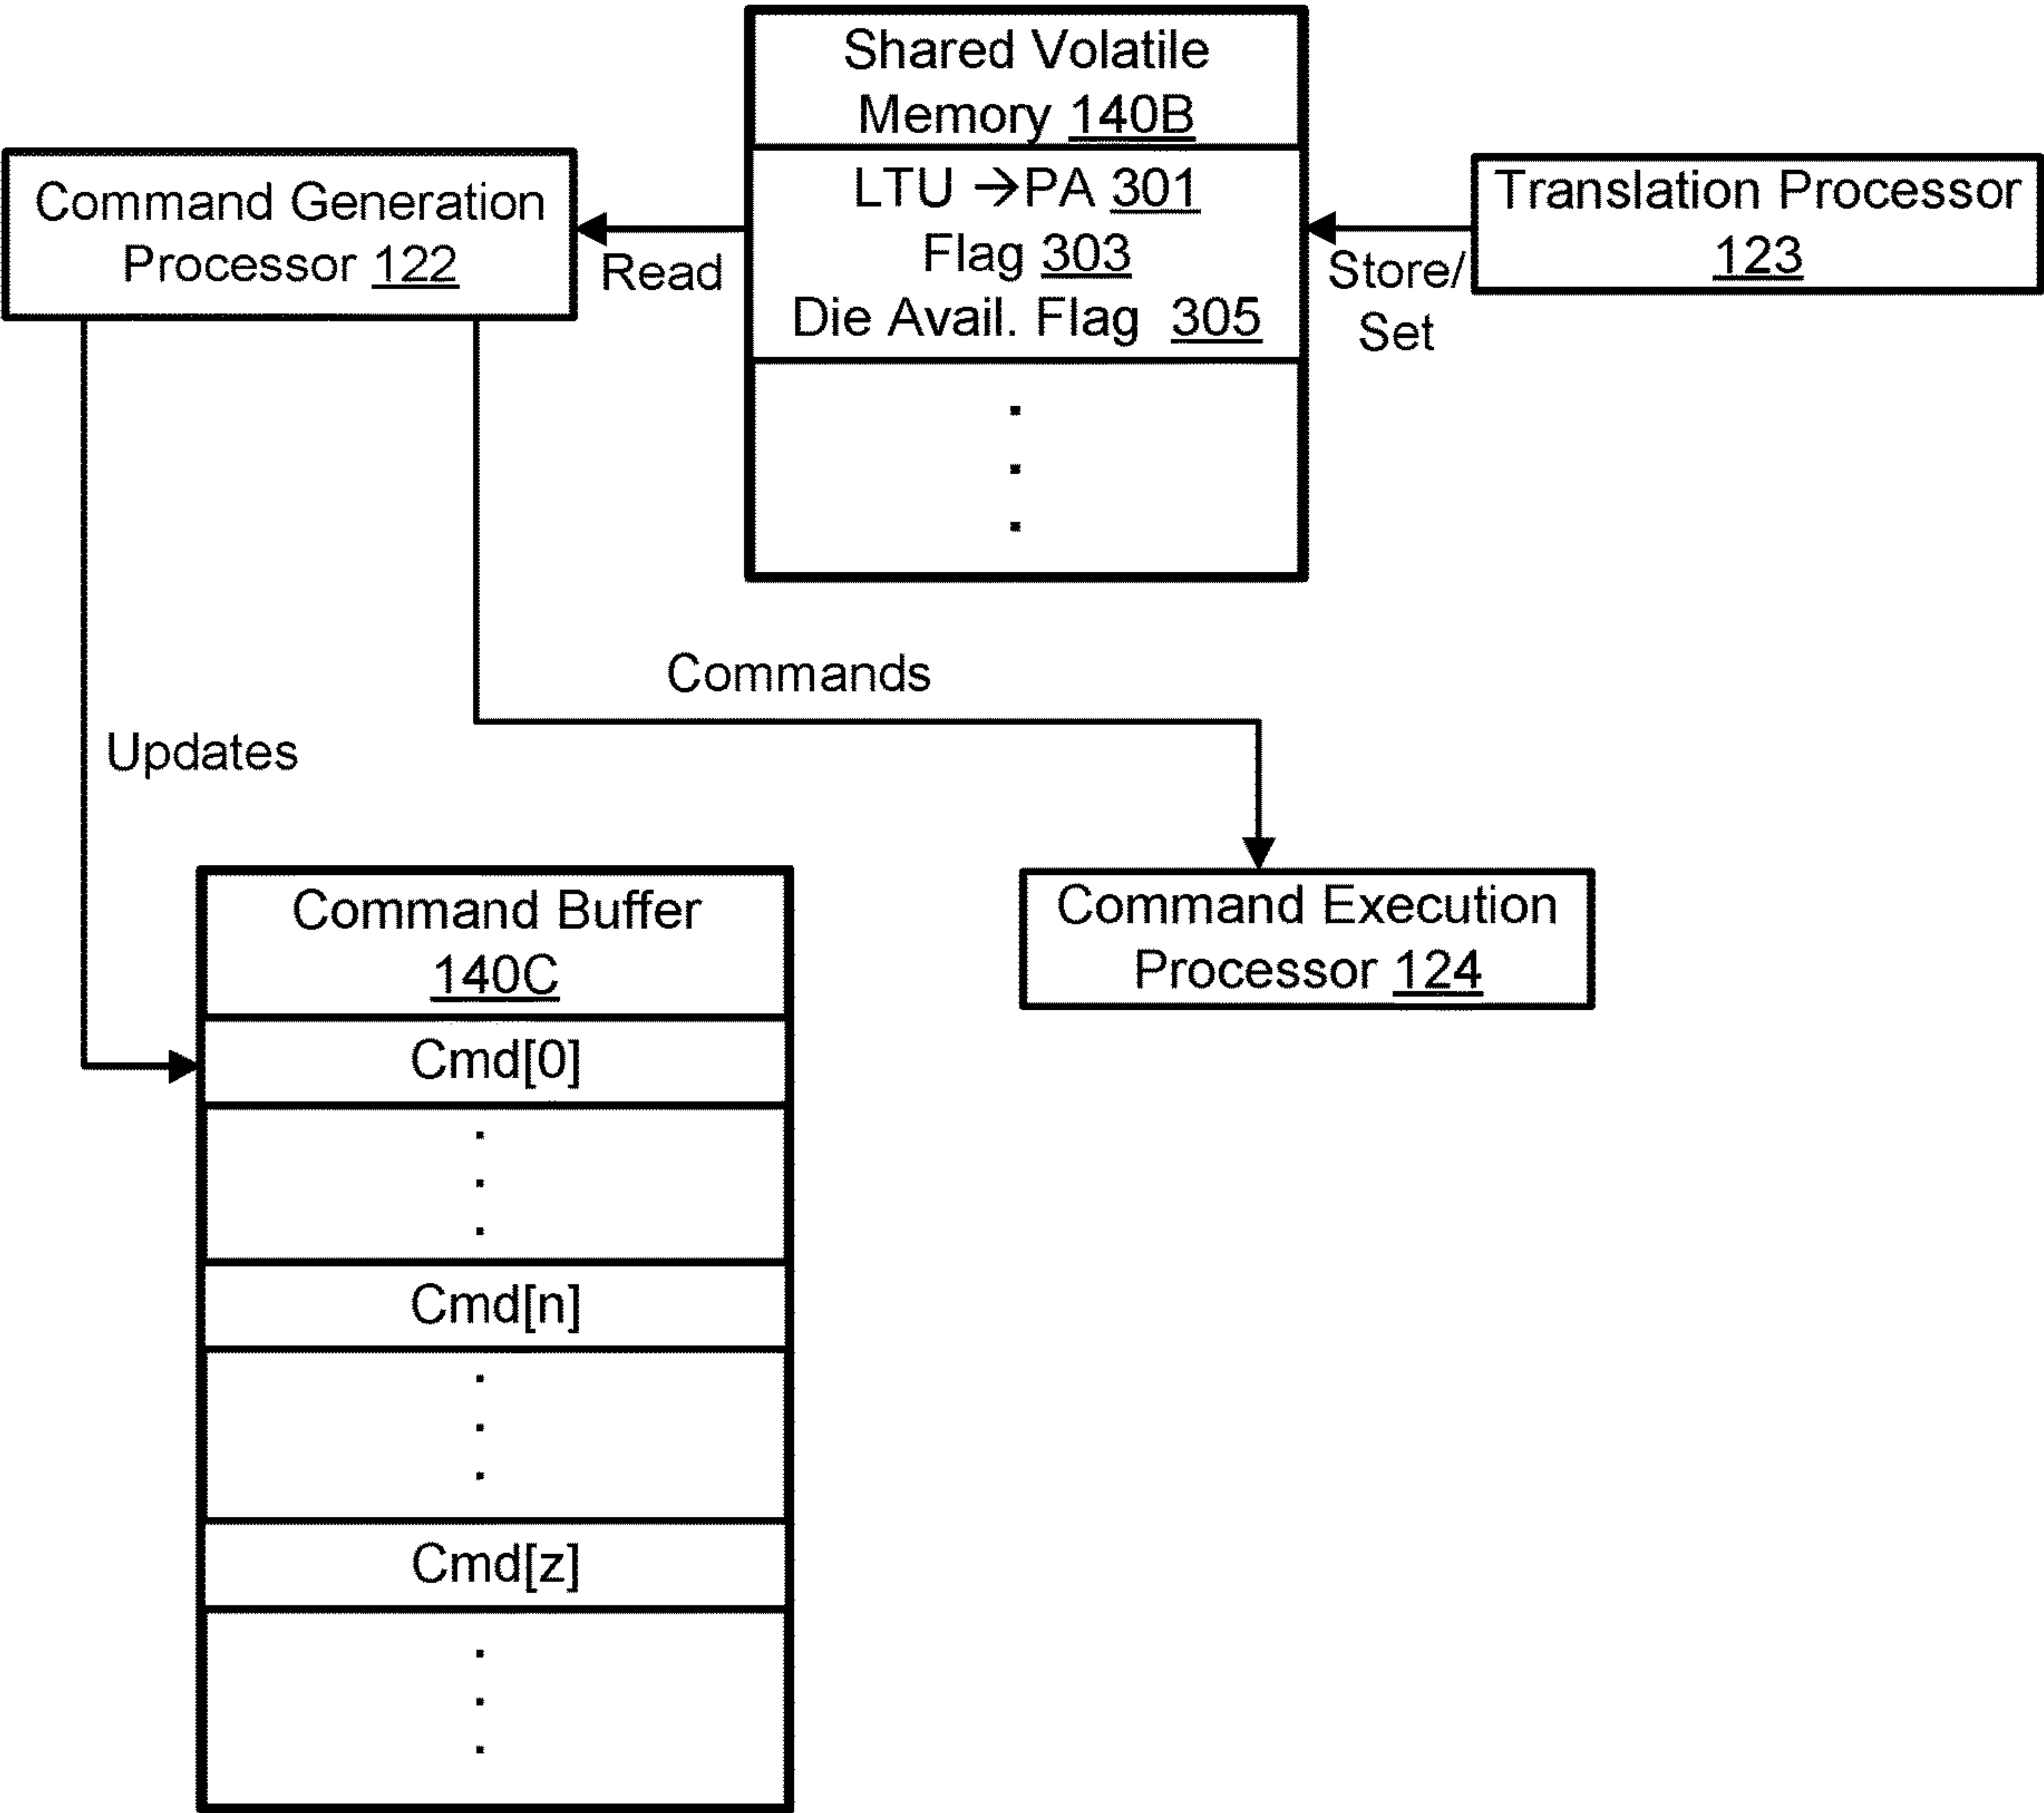 Shared Volatile
Memory 140B
LTU →PA 301
Flag 303
Die Avail. Flag 305
Command Generation
Processor 122
Read
Translation Processor
123
Store/
Set
Commands
Updates
Command Buffer
140C
Cmd[0]
Cmd[n]
Cmd[z]
Command Execution
Processor 124